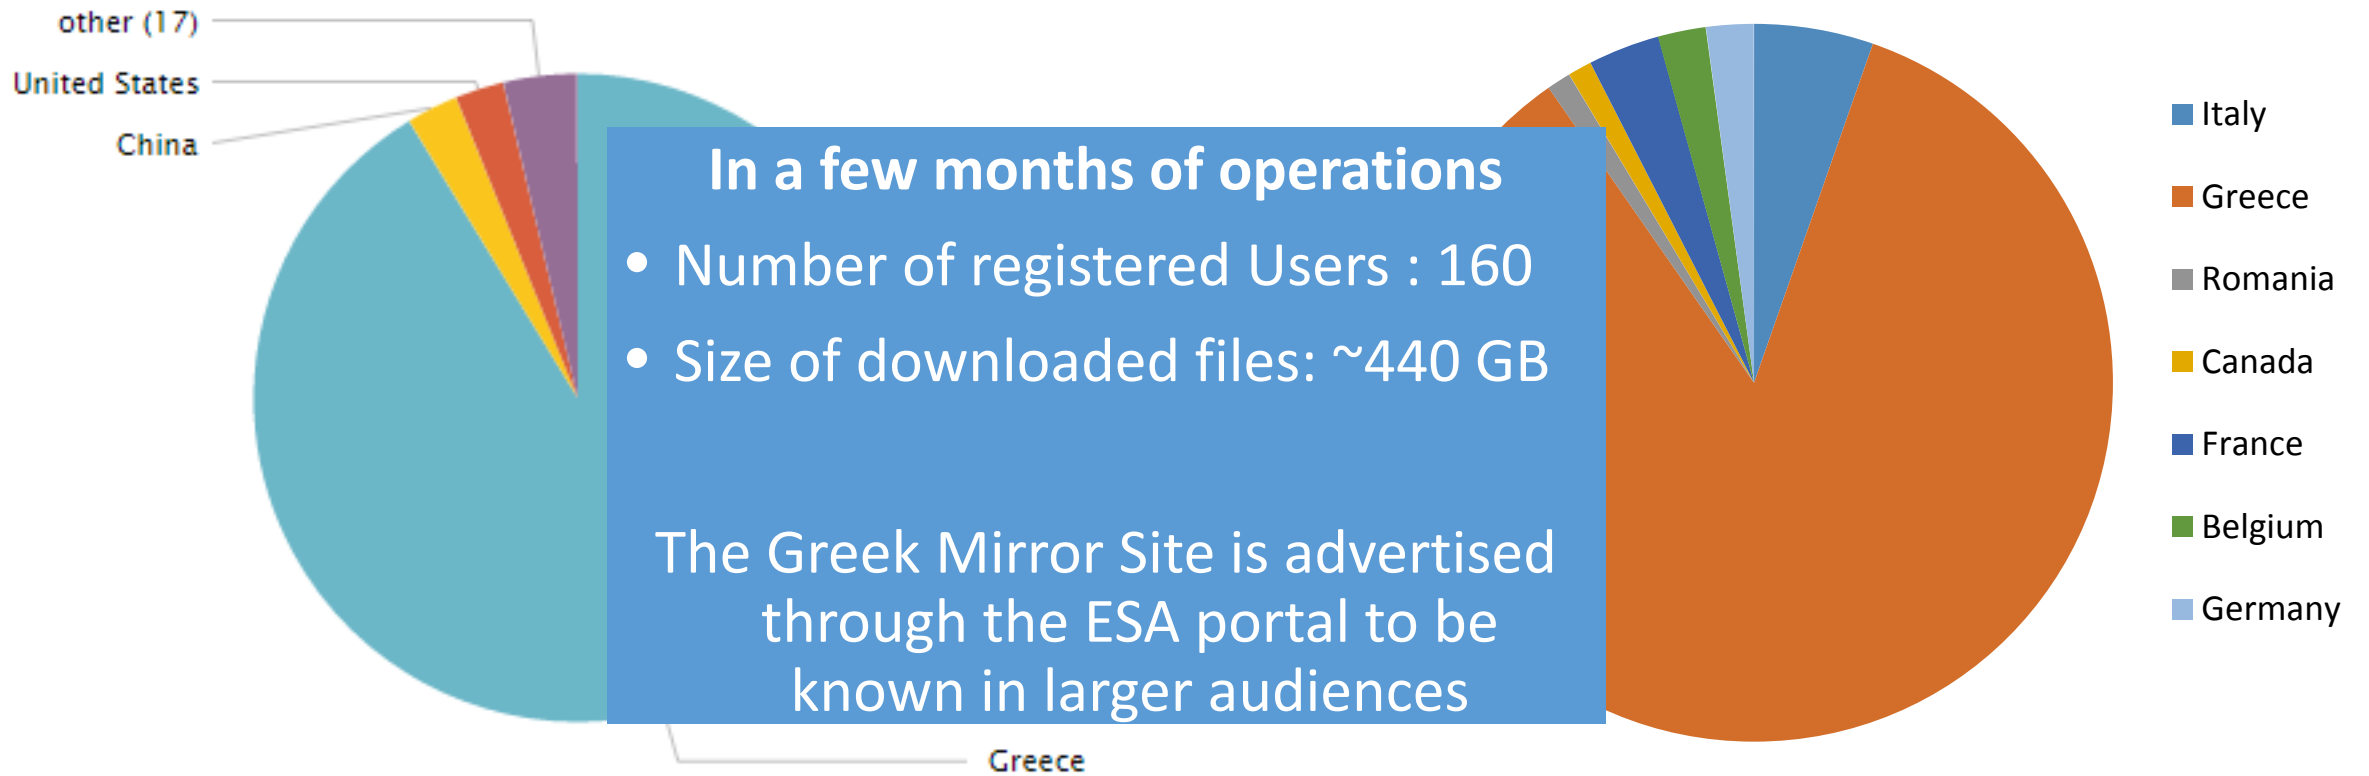 other (17)
United States
China
In a few months of operations
• Number of registered Users : 160
• Size of downloaded files: ~440 GB
The Greek Mirror Site is advertised
through the ESA portal to be
known in larger audiences
Greece
Italy
Greece
Romania
Canada
France
Belgium
Germany